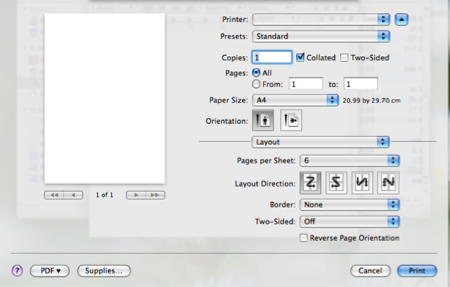 Printer:
Presets: Standard
Copies: 1 Collated Two-Sided
Pages: All
From: 1 to: 1
Paper Size: A4 20.99 by 29.70 cm
Orientation:
Layout
Pages per Sheet: 6
Layout Direction:
Border: None
Two-Sided: Off
Reverse Page Orientation
1 of 1
? PDF ▾ Supplies... Cancel Print